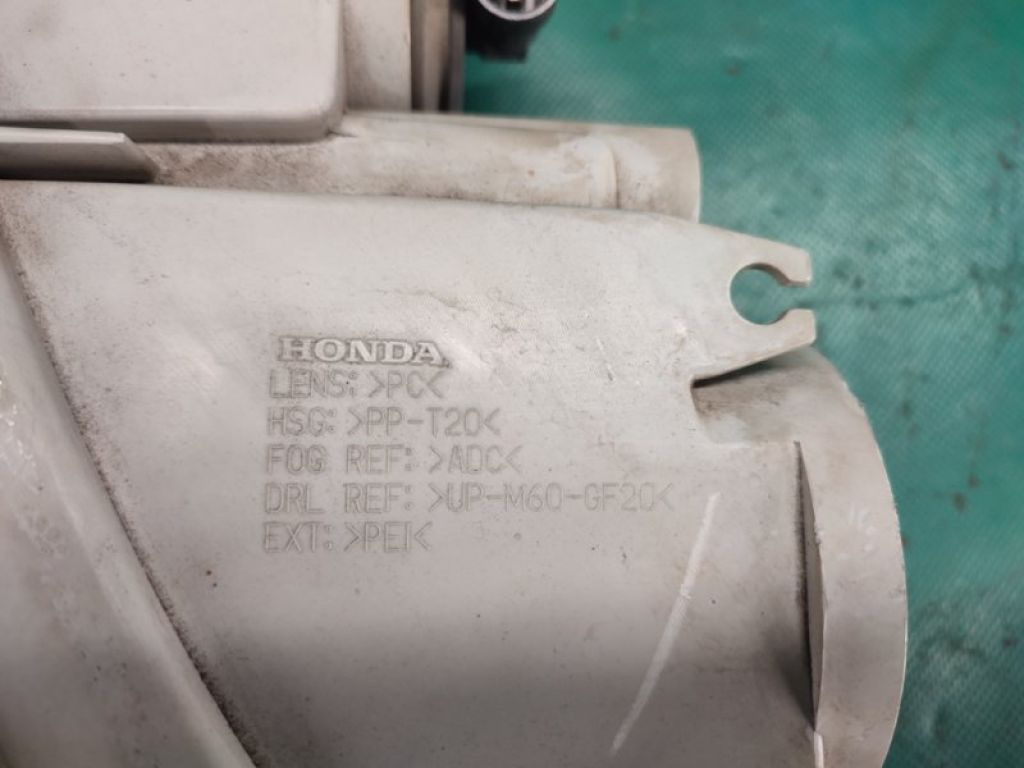 HONDA
LENS: >PC<
HSG: >PP-T20<
FOG REF: >ADC<
DRL REF: >UP-M60-GF20<
EXT: >PEI<